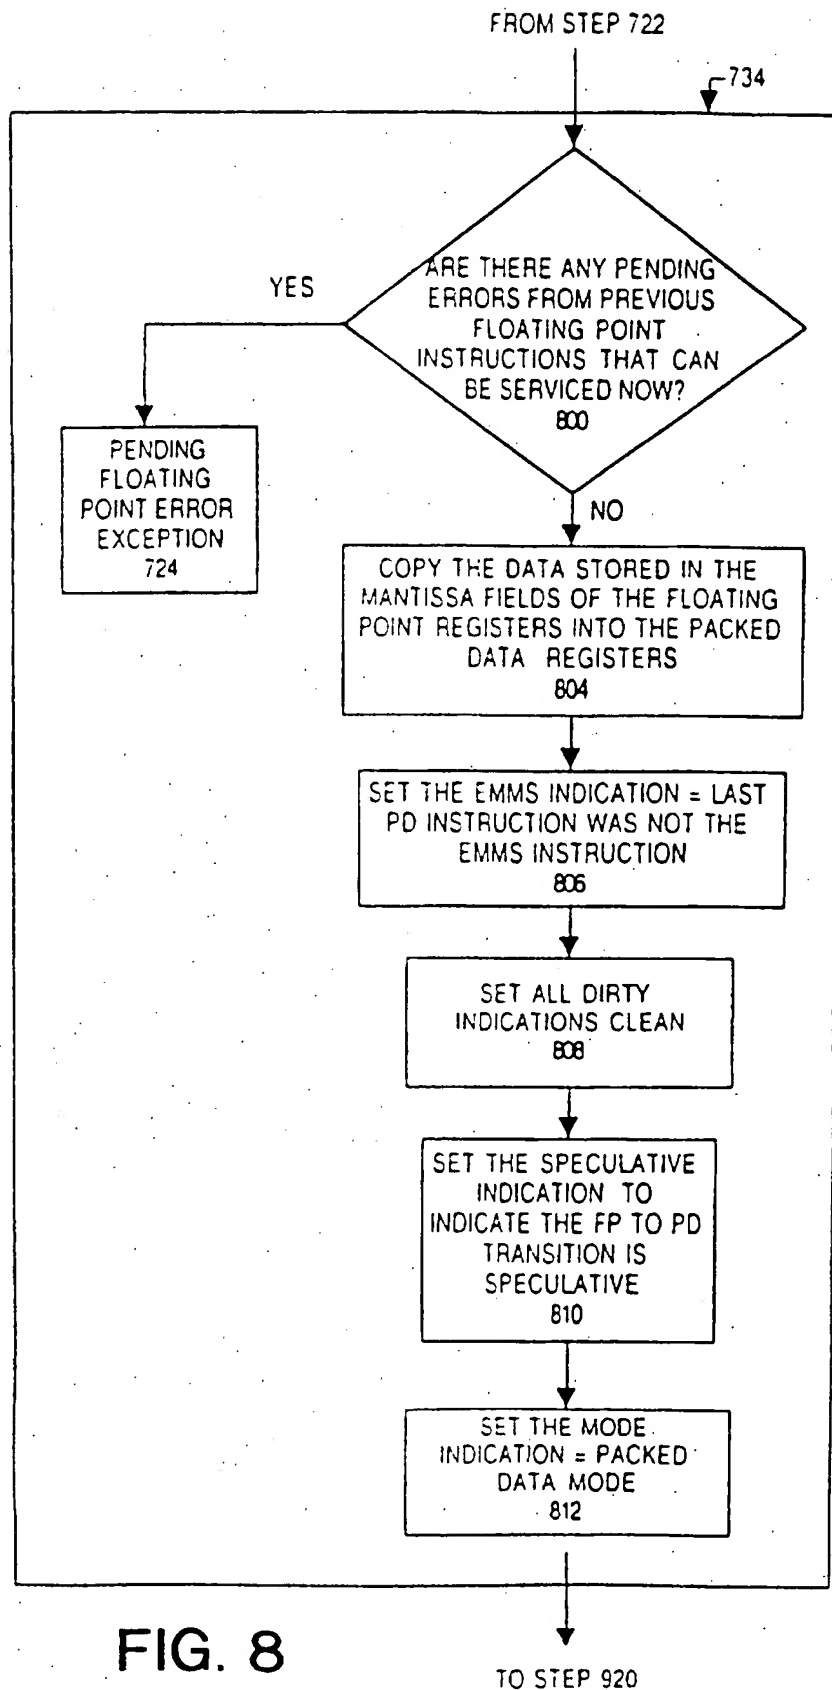 FROM STEP 722
734
ARE THERE ANY PENDING
ERRORS FROM PREVIOUS
FLOATING POINT
INSTRUCTIONS THAT CAN
BE SERVICED NOW?
800
YES
PENDING
FLOATING
POINT ERROR
EXCEPTION
724
NO
COPY THE DATA STORED IN THE
MANTISSA FIELDS OF THE FLOATING
POINT REGISTERS INTO THE PACKED
DATA REGISTERS
804
SET THE EMMS INDICATION = LAST
PD INSTRUCTION WAS NOT THE
EMMS INSTRUCTION
806
SET ALL DIRTY
INDICATIONS CLEAN
808
SET THE SPECULATIVE
INDICATION TO
INDICATE THE FP TO PD
TRANSITION IS
SPECULATIVE
810
SET THE MODE
INDICATION = PACKED
DATA MODE
812
FIG. 8
TO STEP 920